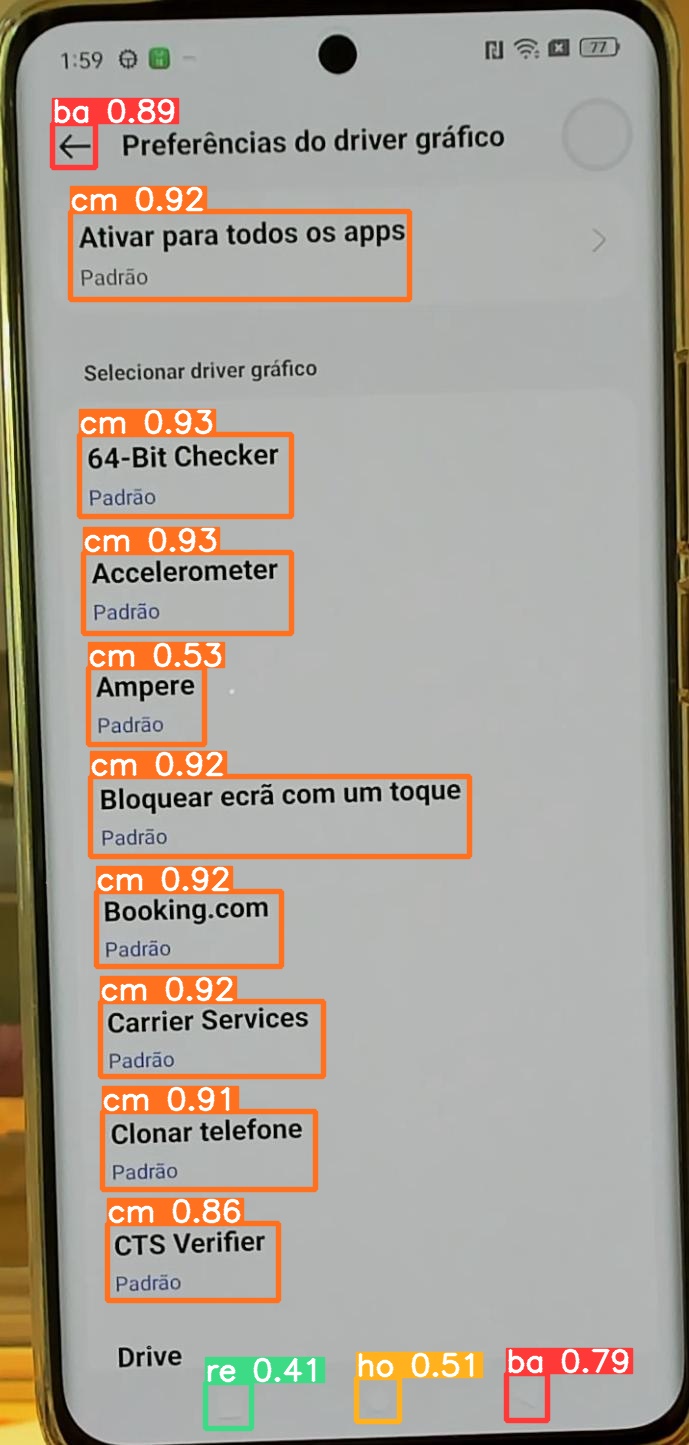 1:59
77
ba 0.89
Preferências do driver gráfico
cm 0.92
Ativar para todos os apps
Padrão
Selecionar driver gráfico
cm 0.93
64-Bit Checker
Padrão
cm 0.93
Accelerometer
Padrão
cm 0.53
Ampere
Padrão
cm 0.92
Bloquear ecrã com um toque
Padrão
cm 0.92
Booking.com
Padrão
cm 0.92
Carrier Services
Padrão
cm 0.91
Clonar telefone
Padrão
cm 0.86
CTS Verifier
Padrão
Drive
re 0.41
ho 0.51
ba 0.79